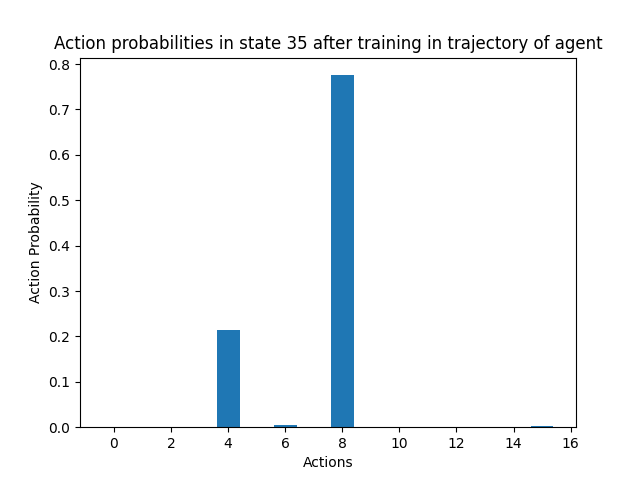 Action probabilities in state 35 after training in trajectory of agent
0.8
0.7
0.6
0.5
0.4
0.3
0.2
0.1
0.0
Action Probability
0 2 4 6 8 10 12 14 16
Actions